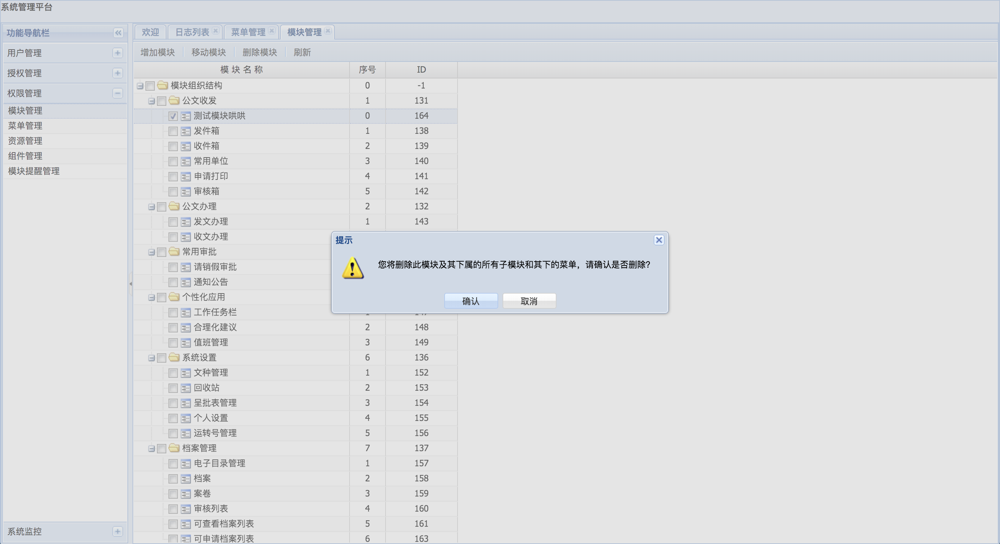 系统管理平台
功能导航栏
用户管理
授权管理
权限管理
模块管理
菜单管理
资源管理
组件管理
模块提醒管理
系统监控
欢迎 日志列表 菜单管理 模块管理
增加模块 移动模块 删除模块 刷新
模 块 名 称 序号 ID
模块组织结构 0 -1
公文收发 1 131
测试模块哄哄 0 164
发件箱 1 138
收件箱 2 139
常用单位 3 140
申请打印 4 141
审核箱 5 142
公文办理 2 132
发文办理 1 143
收文办理
常用审批
请销假审批
通知公告
个性化应用
工作任务栏
合理化建议 2 148
值班管理 3 149
系统设置 6 136
文种管理 1 152
回收站 2 153
呈批表管理 3 154
个人设置 4 155
运转号管理 5 156
档案管理 7 137
电子目录管理 1 157
档案 2 158
案卷 3 159
审核列表 4 160
可查看档案列表 5 161
可申请档案列表 6 163
提示
您将删除此模块及其下属的所有子模块和其下的菜单，请确认是否删除?
确认 取消